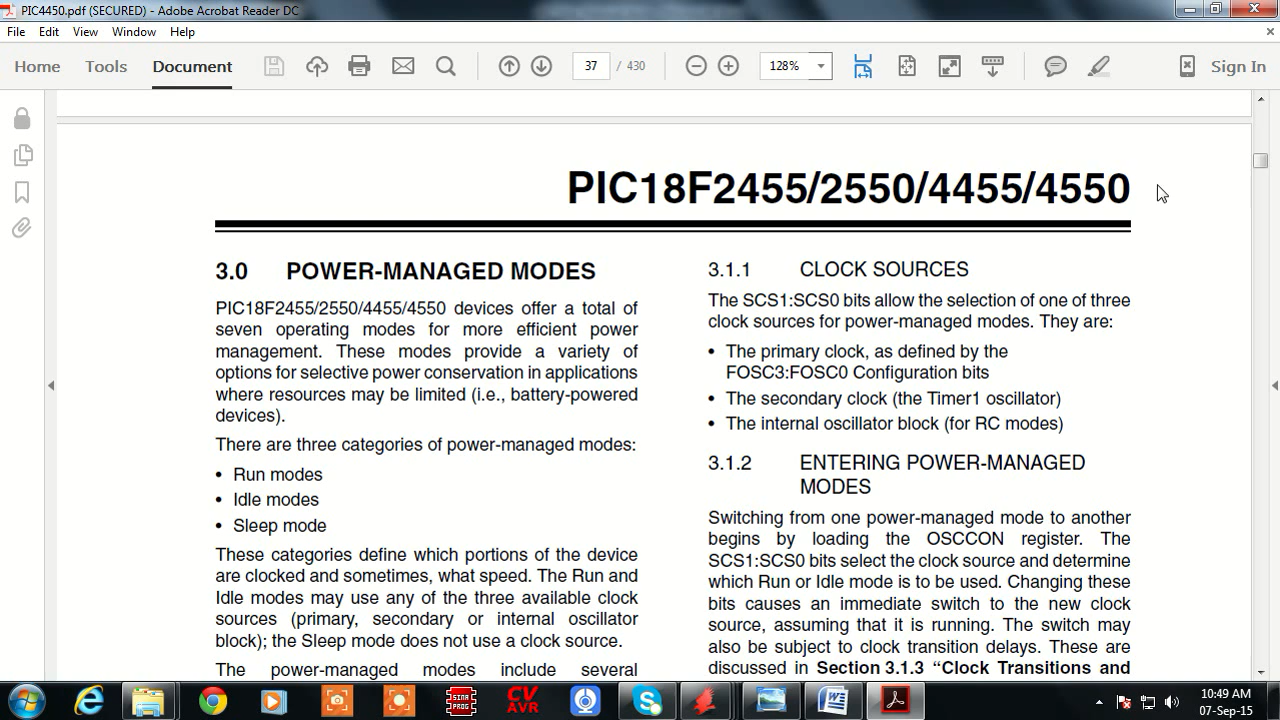 PIC4450.pdf (SECURED) - Adobe Acrobat Reader DC
File Edit View Window Help
Home Tools Document 37 / 430 128% Sign In
PIC18F2455/2550/4455/4550
3.0 POWER-MANAGED MODES
PIC18F2455/2550/4455/4550 devices offer a total of
seven operating modes for more efficient power
management. These modes provide a variety of
options for selective power conservation in applications
where resources may be limited (i.e., battery-powered
devices).
There are three categories of power-managed modes:
• Run modes
• Idle modes
• Sleep mode
These categories define which portions of the device
are clocked and sometimes, what speed. The Run and
Idle modes may use any of the three available clock
sources (primary, secondary or internal oscillator
block); the Sleep mode does not use a clock source.
The power-managed modes include several
3.1.1 CLOCK SOURCES
The SCS1:SCS0 bits allow the selection of one of three
clock sources for power-managed modes. They are:
• The primary clock, as defined by the
FOSC3:FOSC0 Configuration bits
• The secondary clock (the Timer1 oscillator)
• The internal oscillator block (for RC modes)
3.1.2 ENTERING POWER-MANAGED
MODES
Switching from one power-managed mode to another
begins by loading the OSCCON register. The
SCS1:SCS0 bits select the clock source and determine
which Run or Idle mode is to be used. Changing these
bits causes an immediate switch to the new clock
source, assuming that it is running. The switch may
also be subject to clock transition delays. These are
discussed in Section 3.1.3 “Clock Transitions and
SINA
PROG
CV
AVR
10:49 AM
07-Sep-15